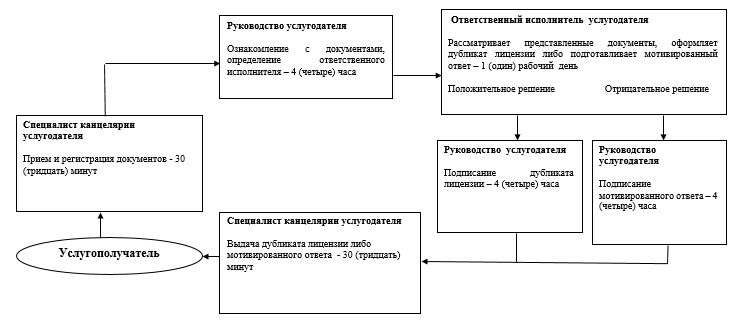 Руководство услугодателя
Ознакомление с документами,
определение ответственного
исполнителя – 4 (четыре) часа
Ответственный исполнитель услугодателя
Рассматривает представленные документы, оформляет
дубликат лицензии либо подготавливает мотивированный
ответ – 1 (один) рабочий день
Положительное решение Отрицательное решение
Специалист канцелярии
услугодателя
Прием и регистрация документов - 30
(тридцать) минут
Руководство услугодателя
Подписание дубликата
лицензии – 4 (четыре) часа
Руководство
услугодателя
Подписание
мотивированного ответа – 4
(четыре) часа
Специалист канцелярии услугодателя
Выдача дубликата лицензии либо
мотивированного ответа - 30 (тридцать)
минут
Услугополучатель